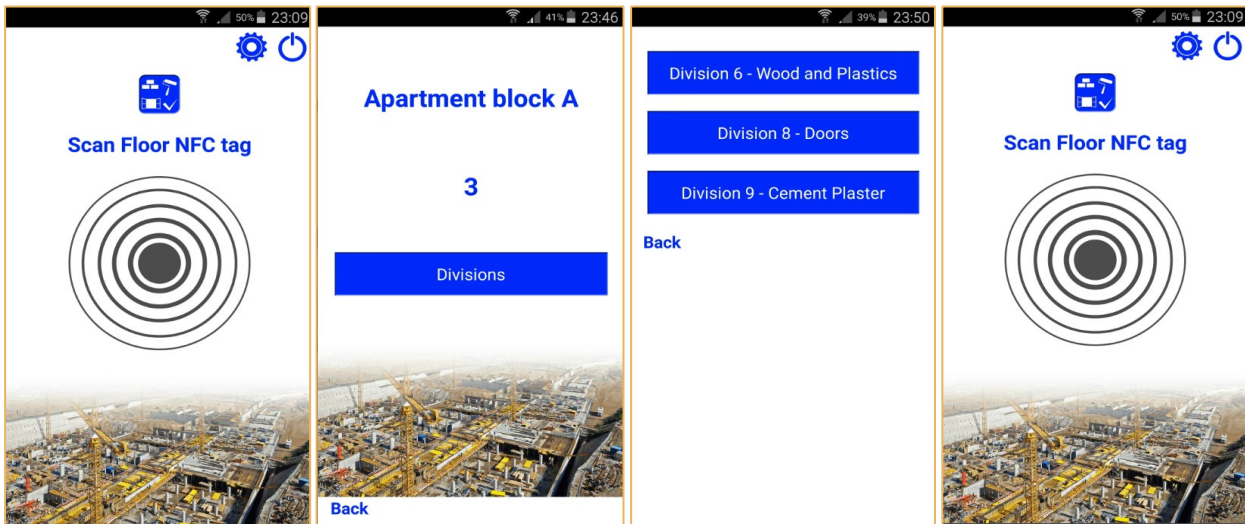 50% 23:09
Scan Floor NFC tag
41% 23:46
Apartment block A
3
Divisions
Back
39% 23:50
Division 6 - Wood and Plastics
Division 8 - Doors
Division 9 - Cement Plaster
Back
50% 23:09
Scan Floor NFC tag